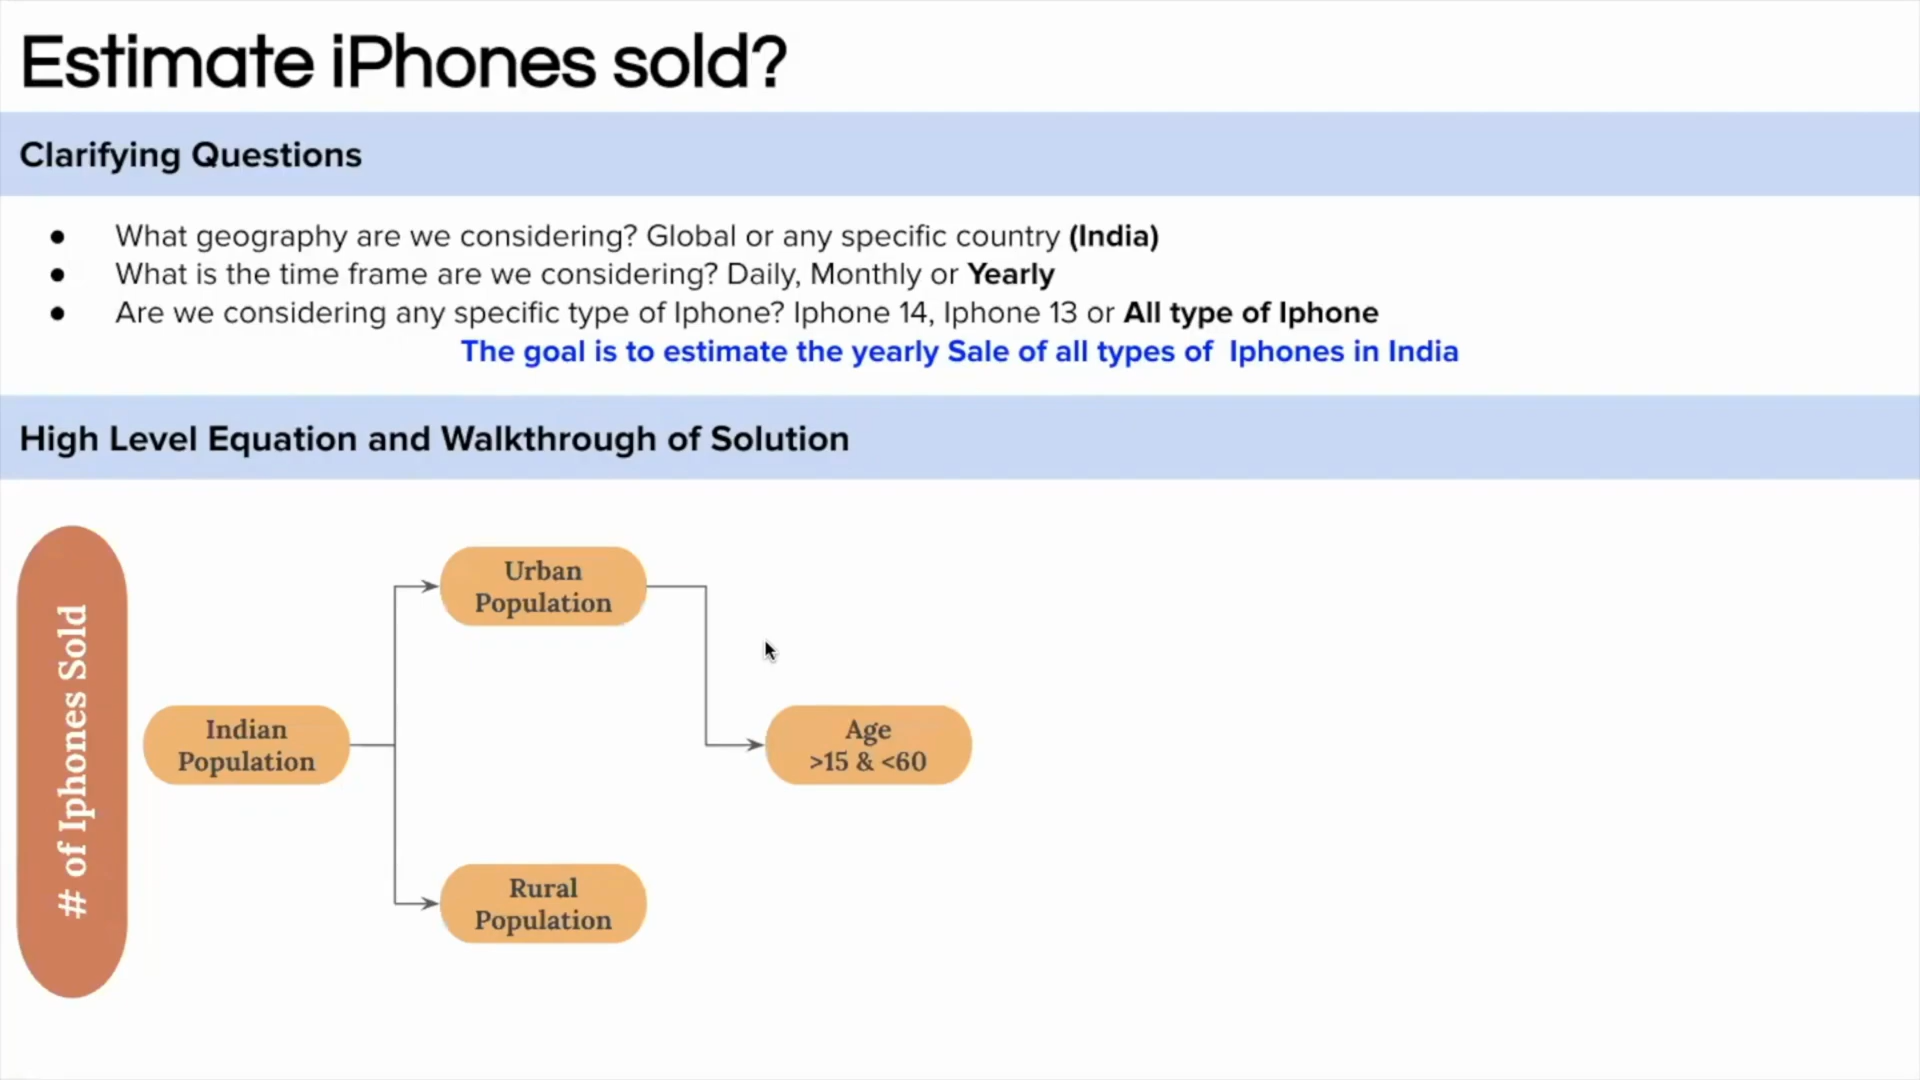 Estimate iPhones sold?
Clarifying Questions
● What geography are we considering? Global or any specific country (India)
● What is the time frame are we considering? Daily, Monthly or Yearly
● Are we considering any specific type of Iphone? Iphone 14, Iphone 13 or All type of Iphone
The goal is to estimate the yearly Sale of all types of Iphones in India
High Level Equation and Walkthrough of Solution
# of Iphones Sold
Indian
Population
Urban
Population
Rural
Population
Age
>15 & <60